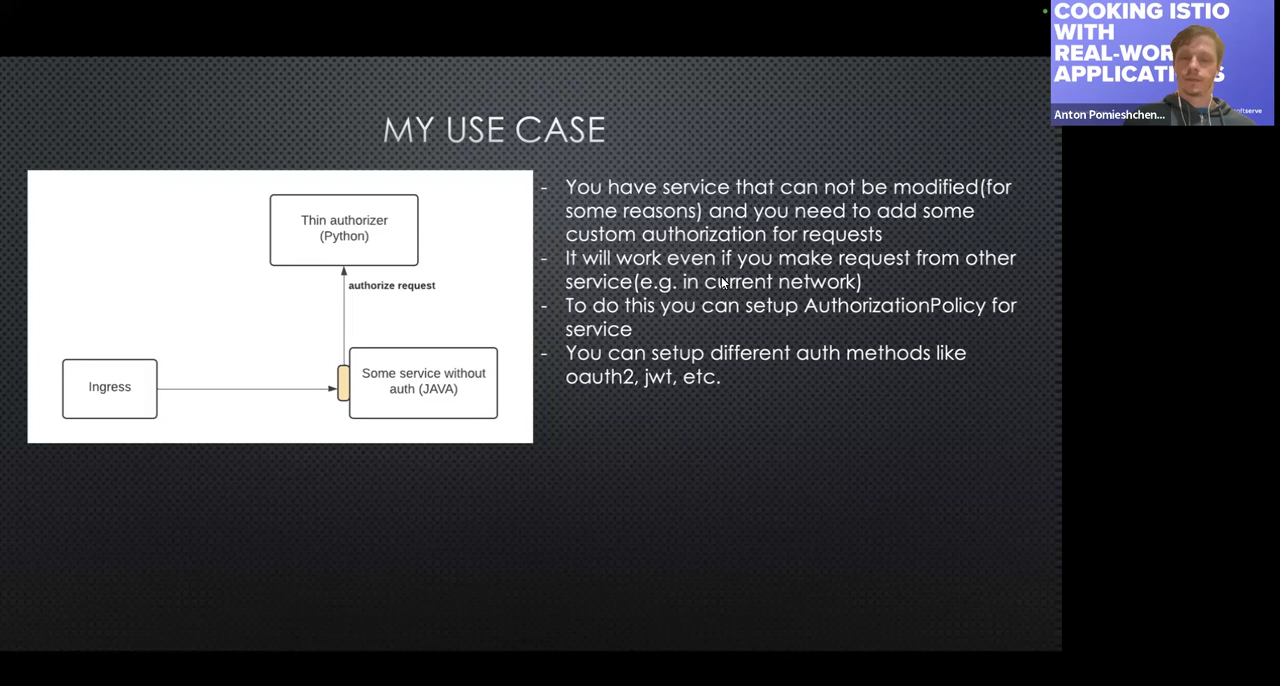 COOKING ISTIO
WITH
REAL-WOR
APPLICATI S
Anton Pomieshchen...
MY USE CASE
Thin authorizer
(Python)
authorize request
Ingress
Some service without
auth (JAVA)
- You have service that can not be modified(for
some reasons) and you need to add some
custom authorization for requests
- It will work even if you make request from other
service(e.g. in current network)
- To do this you can setup AuthorizationPolicy for
service
- You can setup different auth methods like
oauth2, jwt, etc.